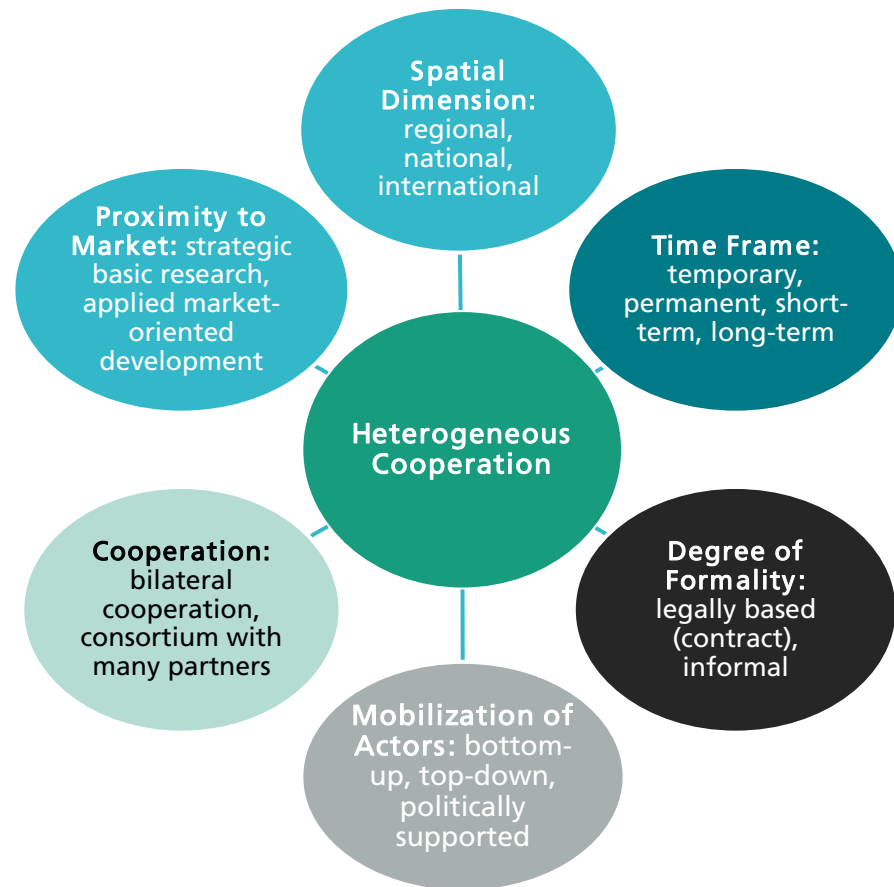 Spatial
Dimension:
regional,
national,
international
Proximity to
Market: strategic
basic research,
applied market-
oriented
development
Time Frame:
temporary,
permanent, short-
term, long-term
Heterogeneous
Cooperation
Cooperation:
bilateral
cooperation,
consortium with
many partners
Degree of
Formality:
legally based
(contract),
informal
Mobilization of
Actors: bottom-
up, top-down,
politically
supported